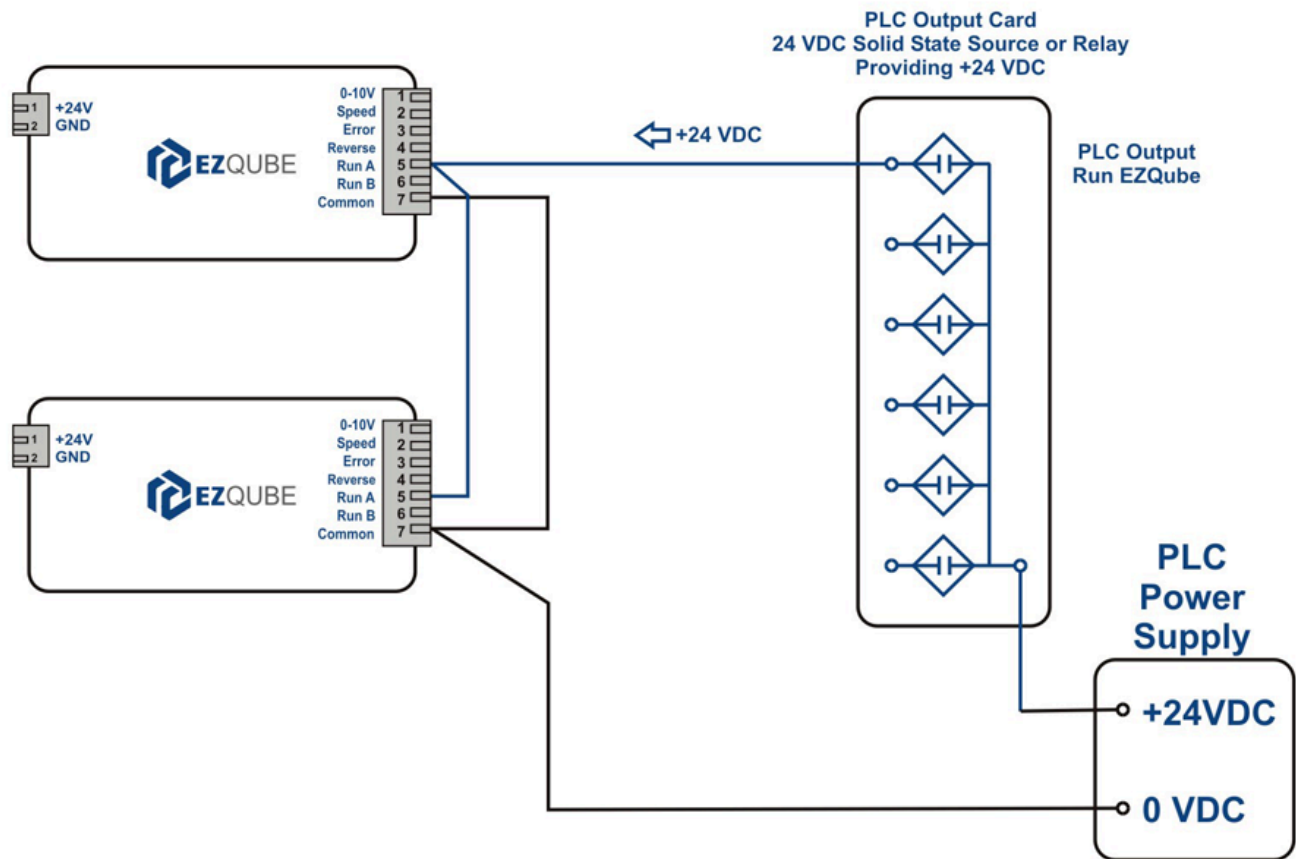 PLC Output Card
24 VDC Solid State Source or Relay
Providing +24 VDC
1 +24V
2 GND
EZQUBE
0-10V 1
Speed 2
Error 3
Reverse 4
Run A 5
Run B 6
Common 7
+24 VDC
PLC Output
Run EZQube
1 +24V
2 GND
EZQUBE
0-10V 1
Speed 2
Error 3
Reverse 4
Run A 5
Run B 6
Common 7
PLC
Power
Supply
+24VDC
0 VDC